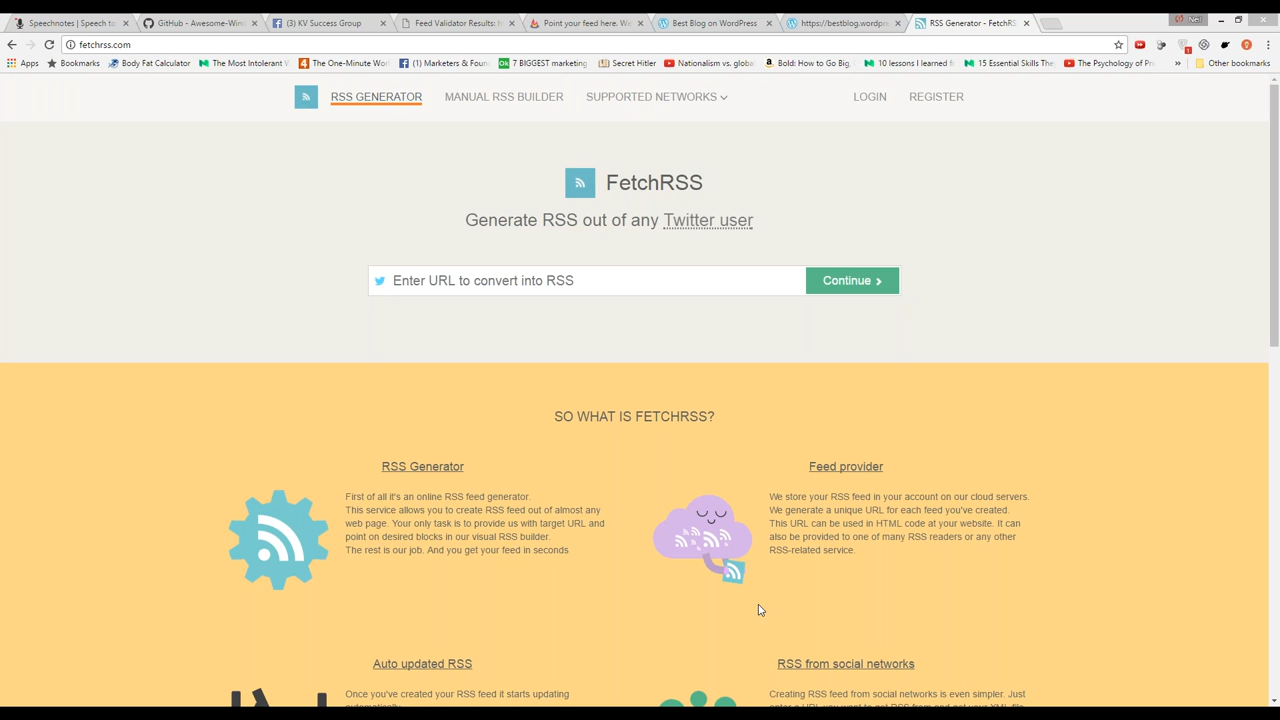 Speechnotes | Speech to
GitHub - Awesome-Wind
(3) KV Success Group
Feed Validator Results: h
Point your feed here. We
Best Blog on WordPress
https://bestblog.wordpre
RSS Generator - FetchRS
Neil
fetchrss.com
Apps
Bookmarks
Body Fat Calculator
The Most Intolerant
The One-Minute Wor
(1) Marketers & Foun
7 BIGGEST marketing
Secret Hitler
Nationalism vs. globa
Bold: How to Go Big,
10 lessons I learned f
15 Essential Skills The
The Psychology of Pr
»
Other bookmarks
RSS GENERATOR
MANUAL RSS BUILDER
SUPPORTED NETWORKS
LOGIN
REGISTER
FetchRSS
Generate RSS out of any Twitter user
Enter URL to convert into RSS
Continue
SO WHAT IS FETCHRSS?
RSS Generator
First of all it's an online RSS feed generator.
This service allows you to create RSS feed out of almost any
web page. Your only task is to provide us with target URL and
point on desired blocks in our visual RSS builder.
The rest is our job. And you get your feed in seconds
Feed provider
We store your RSS feed in your account on our cloud servers.
We generate a unique URL for each feed you've created.
This URL can be used in HTML code at your website. It can
also be provided to one of many RSS readers or any other
RSS-related service.
Auto updated RSS
Once you've created your RSS feed it starts updating
RSS from social networks
Creating RSS feed from social networks is even simpler. Just